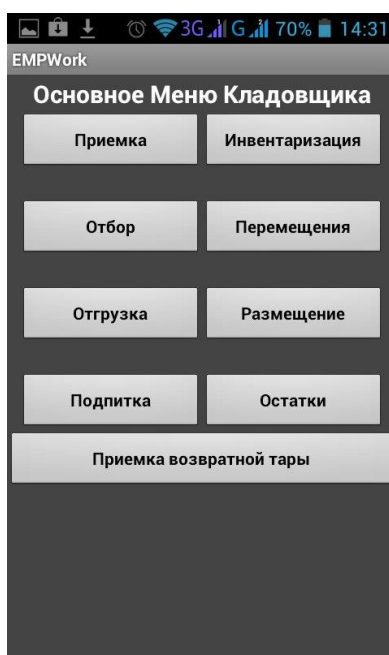 3G G 70% 14:31
EMPWork
Основное Меню Кладовщика
Приемка Инвентаризация
Отбор Перемещения
Отгрузка Размещение
Подпитка Остатки
Приемка возвратной тары